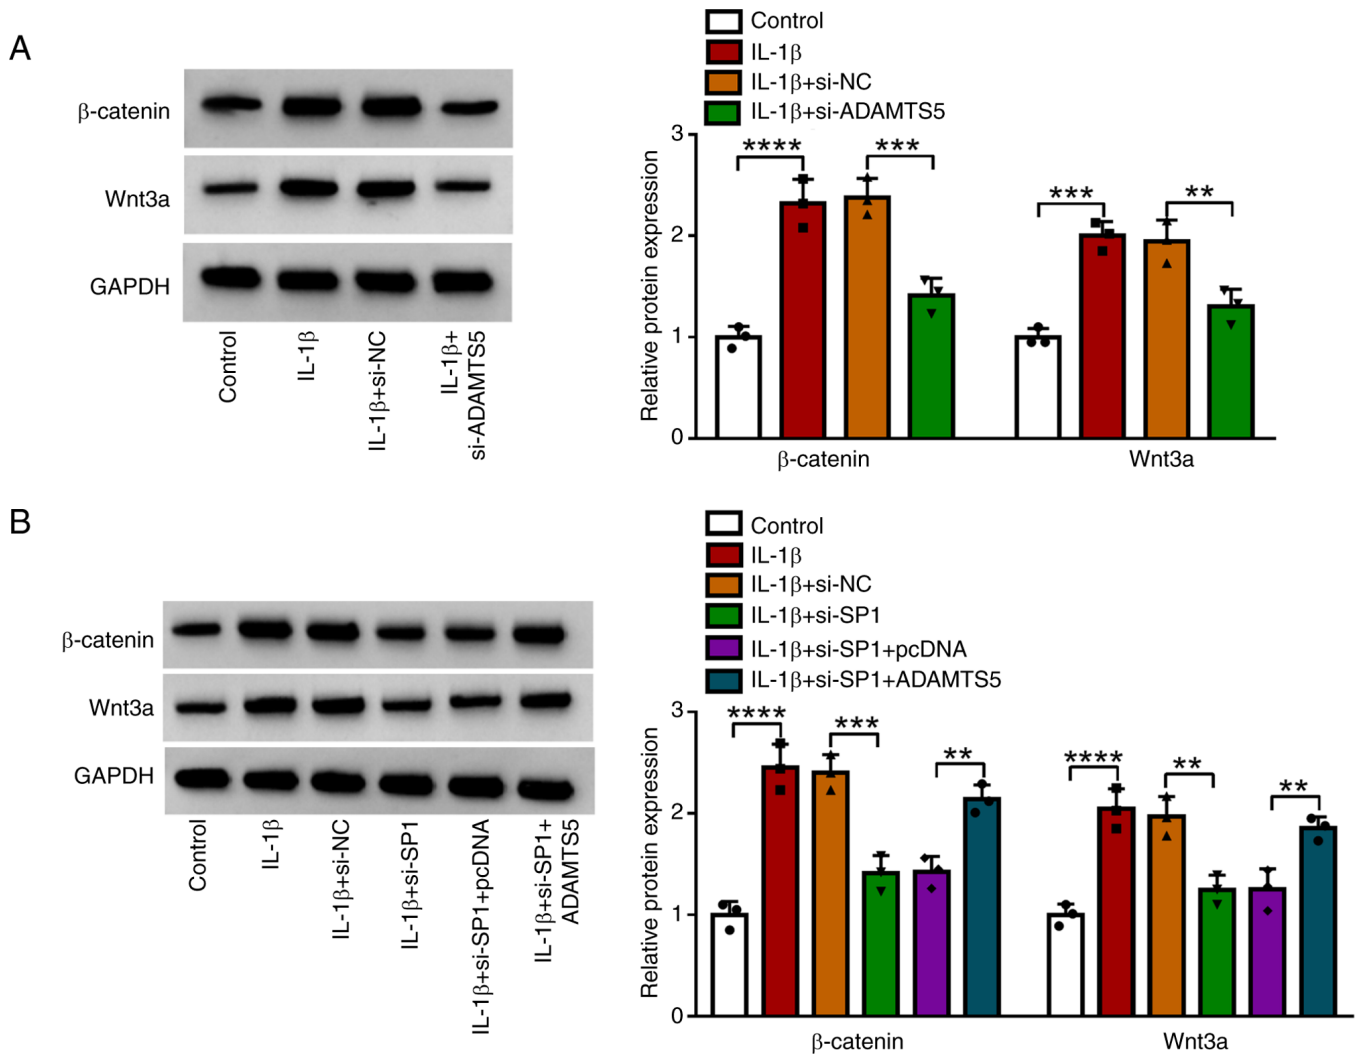 A
β-catenin
Wnt3a
GAPDH
Control
IL-1β
IL-1β+si-NC
IL-1β+
si-ADAMTS5
Control
IL-1β
IL-1β+si-NC
IL-1β+si-ADAMTS5
Relative protein expression
3
2
1
0
****
***
***
**
β-catenin
Wnt3a
B
β-catenin
Wnt3a
GAPDH
Control
IL-1β
IL-1β+si-NC
IL-1β+si-SP1
IL-1β+si-SP1+pcDNA
IL-1β+si-SP1+
ADAMTS5
Control
IL-1β
IL-1β+si-NC
IL-1β+si-SP1
IL-1β+si-SP1+pcDNA
IL-1β+si-SP1+ADAMTS5
Relative protein expression
3
2
1
0
****
***
**
****
**
**
β-catenin
Wnt3a